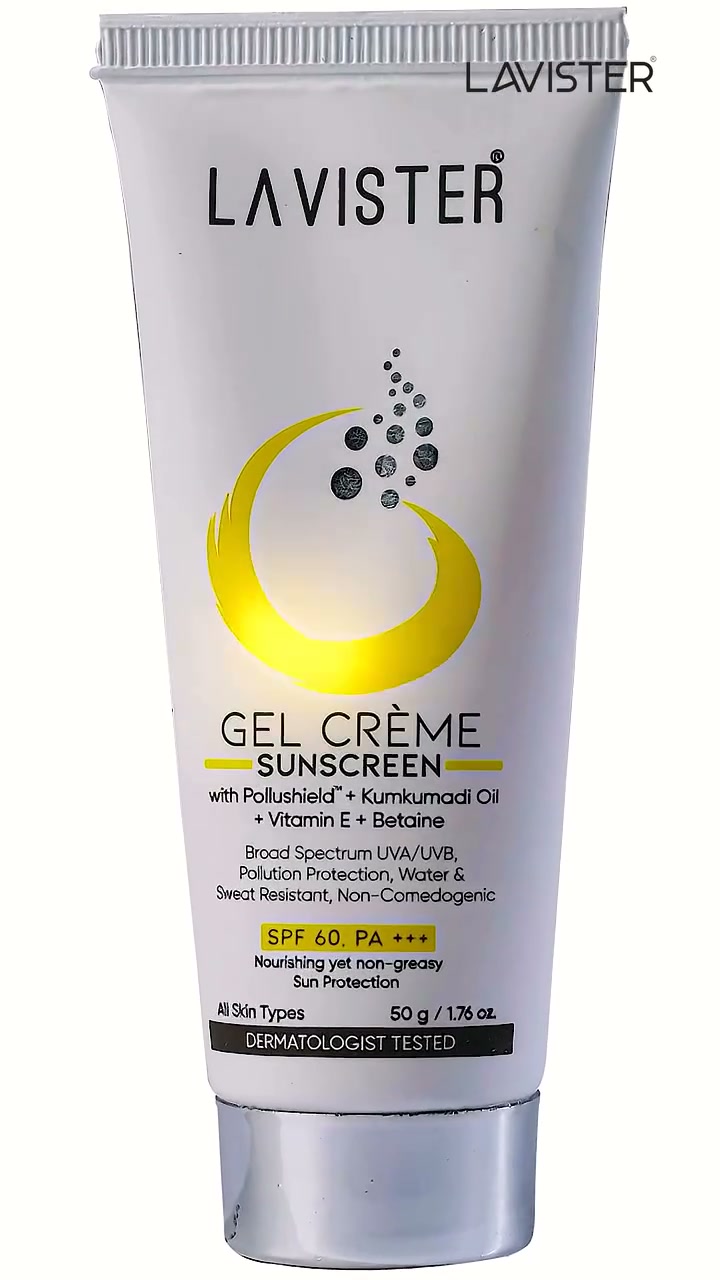 LAVISTER®
LAVISTER®
GEL CRÈME
SUNSCREEN
with Pollushield™ + Kumkumadi Oil
+ Vitamin E + Betaine
Broad Spectrum UVA/UVB,
Pollution Protection, Water &
Sweat Resistant, Non-Comedogenic
SPF 60, PA +++
Nourishing yet non-greasy
Sun Protection
All Skin Types 50 g / 1.76 oz.
DERMATOLOGIST TESTED